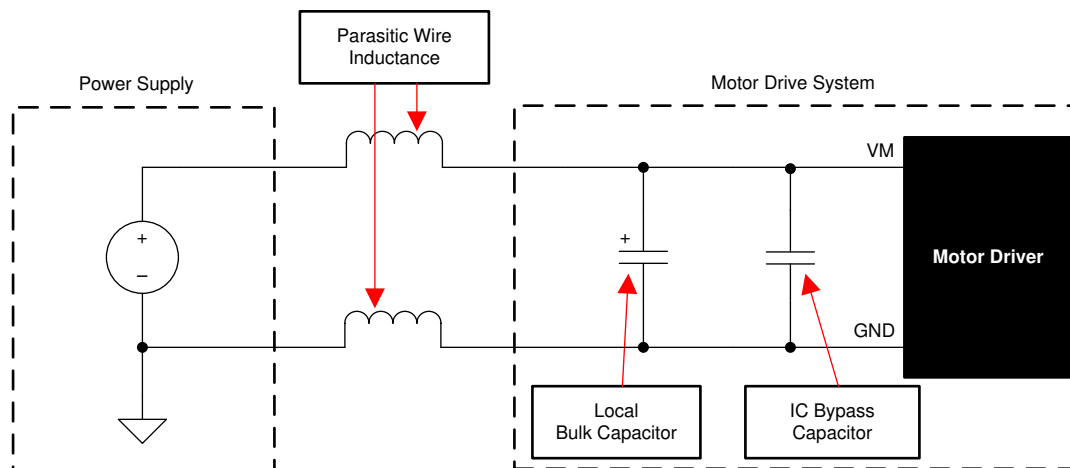 Parasitic Wire
Inductance
Power Supply
Motor Drive System
VM
+
–
+
Motor Driver
GND
Local
Bulk Capacitor
IC Bypass
Capacitor